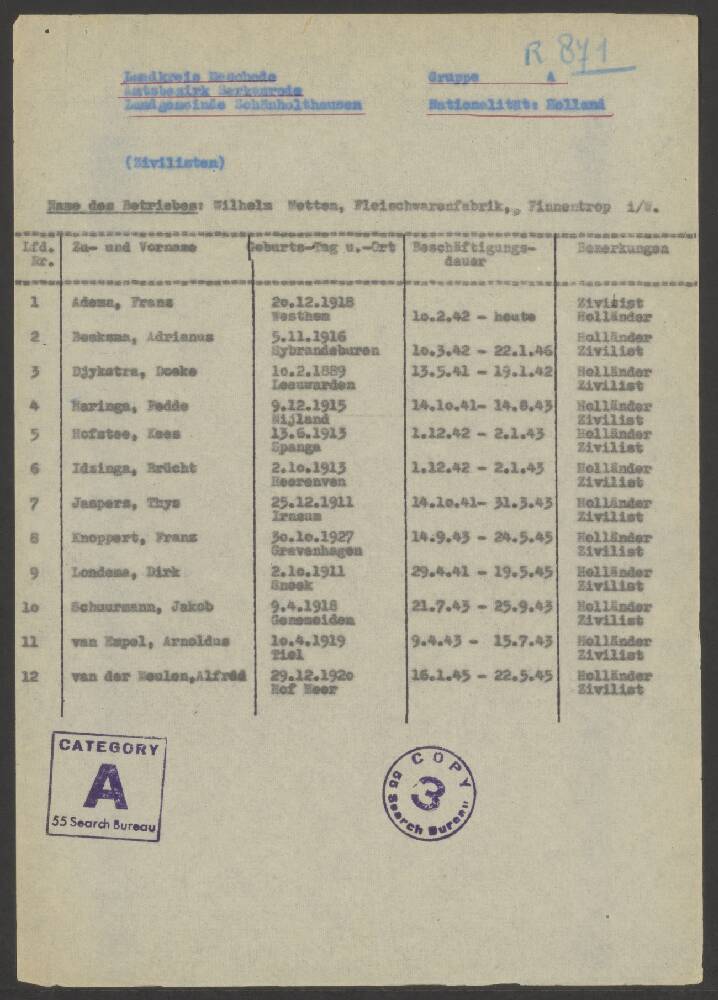 R 871
Landkreis Meschede Gruppe A
Amtsbezirk Serkenrode
Landgemeinde Schönholthausen Nationalität: Holland
(Zivilisten)
Name des Betriebes: Wilhelm Metten, Fleischwarenfabrik, Finnentrop i/W.
Lfd. Nr. Zu- und Vorname Geburts-Tag u.-Ort Beschäftigungs-dauer Bemerkungen
1 Adema, Frans 20.12.1918 Zivisist
Westhem 10.2.42 - heute Holländer
2 Beeksma, Adrianus 5.11.1916 Holländer
Sybrandaburen 10.3.42 - 22.1.46 Zivilist
3 Djykstra, Doeke 10.2.1889 13.5.41 - 19.1.42 Holländer
Leeuwarden Zivilist
4 Haringa, Fedde 9.12.1915 14.10.41- 14.8.43 Holländer
Nijland Zivilist
5 Hofstee, Kees 13.6.1913 1.12.42 - 2.1.43 Holländer
Spanga Zivilist
6 Idzinga, Brücht 2.10.1913 1.12.42 - 2.1.43 Holländer
Heerenven Zivilist
7 Jaspers, Thys 25.12.1911 14.10.41- 31.3.43 Holländer
Irnsum Zivilist
8 Knoppert, Franz 30.10.1927 14.9.43 - 24.5.45 Holländer
Gravenhagen Zivilist
9 Londema, Dirk 2.10.1911 29.4.41 - 19.5.45 Holländer
Sneek Zivilist
10 Schuurmann, Jakob 9.4.1918 21.7.43 - 25.9.43 Holländer
Genemeiden Zivilist
11 van Empel, Arnoldus 10.4.1919 9.4.43 - 15.7.43 Holländer
Tiel Zivilist
12 van der Meulen,Alfred 29.12.1920 16.1.45 - 22.5.45 Holländer
Hof Meer Zivilist
CATEGORY
A
55 Search Bureau
COPY
3
55 Search Bureau